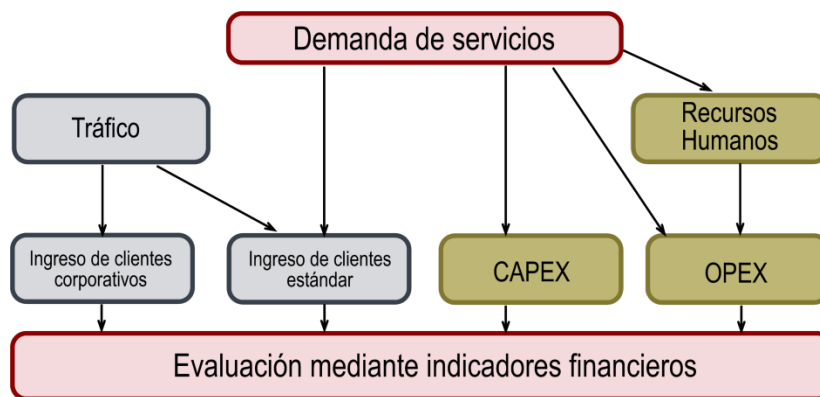 Demanda de servicios
Tráfico
Recursos
Humanos
Ingreso de clientes
corporativos
Ingreso de clientes
estándar
CAPEX
OPEX
Evaluación mediante indicadores financieros